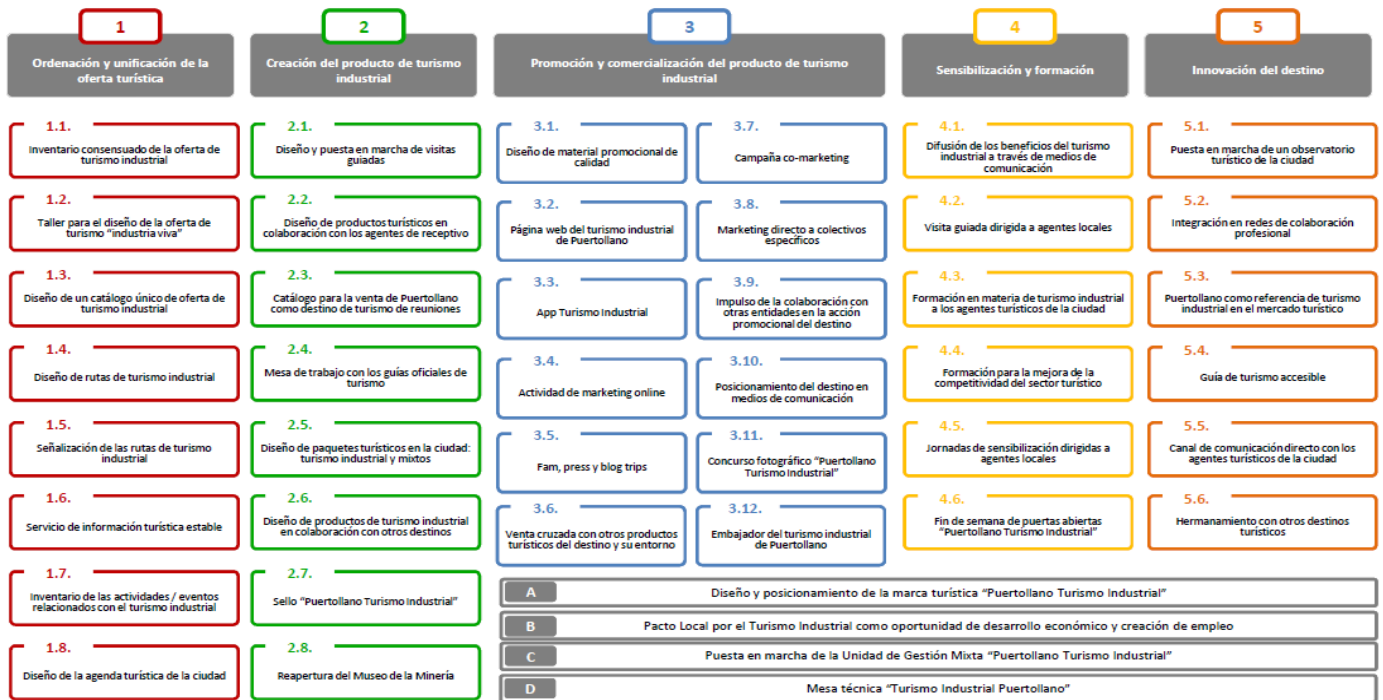 1
Ordenación y unificación de la
oferta turística
1.1.
Inventario consensuado de la oferta de
turismo industrial
1.2.
Taller para el diseño de la oferta de
turismo “industria viva”
1.3.
Diseño de un catálogo único de oferta de
turismo industrial
1.4.
Diseño de rutas de turismo industrial
1.5.
Señalización de las rutas de turismo
industrial
1.6.
Servicio de información turística estable
1.7.
Inventario de las actividades / eventos
relacionados con el turismo industrial
1.8.
Diseño de la agenda turística de la ciudad
2
Creación del producto de turismo
industrial
2.1.
Diseño y puesta en marcha de visitas
guiadas
2.2.
Diseño de productos turísticos en
colaboración con los agentes de receptivo
2.3.
Catálogo para la venta de Puertollano
como destino de turismo de reuniones
2.4.
Mesa de trabajo con los guías oficiales de
turismo
2.5.
Diseño de paquetes turísticos en la ciudad:
turismo industrial y mixtos
2.6.
Diseño de productos de turismo industrial
en colaboración con otros destinos
2.7.
Sello “Puertollano Turismo Industrial”
2.8.
Reapertura del Museo de la Minería
3
Promoción y comercialización del producto de turismo
industrial
3.1.
Diseño de material promocional de
calidad
3.2.
Página web del turismo industrial
de Puertollano
3.3.
App Turismo Industrial
3.4.
Actividad de marketing online
3.5.
Fam, press y blog trips
3.6.
Venta cruzada con otros productos
turísticos del destino y su entorno
3.7.
Campaña co-marketing
3.8.
Marketing directo a colectivos
específicos
3.9.
Impulso de la colaboración con
otras entidades en la acción
promocional del destino
3.10.
Posicionamiento del destino en
medios de comunicación
3.11.
Concurso fotográfico “Puertollano
Turismo Industrial”
3.12.
Embajador del turismo industrial
de Puertollano
4
Sensibilización y formación
4.1.
Difusión de los beneficios del turismo
industrial a través de medios de
comunicación
4.2.
Visita guiada dirigida a agentes locales
4.3.
Formación en materia de turismo industrial
a los agentes turísticos de la ciudad
4.4.
Formación para la mejora de la
competitividad del sector turístico
4.5.
Jornadas de sensibilización dirigidas a
agentes locales
4.6.
Fin de semana de puertas abiertas
“Puertollano Turismo Industrial”
5
Innovación del destino
5.1.
Puesta en marcha de un observatorio
turístico de la ciudad
5.2.
Integración en redes de colaboración
profesional
5.3.
Puertollano como referencia de turismo
industrial en el mercado turístico
5.4.
Guía de turismo accesible
5.5.
Canal de comunicación directo con los
agentes turísticos de la ciudad
5.6.
Hermanamiento con otros destinos
turísticos
A Diseño y posicionamiento de la marca turística “Puertollano Turismo Industrial”
B Pacto Local por el Turismo Industrial como oportunidad de desarrollo económico y creación de empleo
C Puesta en marcha de la Unidad de Gestión Mixta “Puertollano Turismo Industrial”
D Mesa técnica “Turismo Industrial Puertollano”